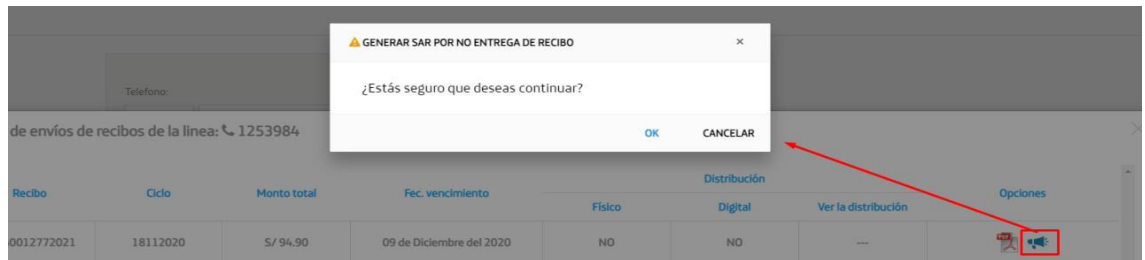 GENERAR SAR POR NO ENTREGA DE RECIBO ×
¿Estás seguro que deseas continuar?
OK CANCELAR
Telefono:
de envíos de recibos de la linea: 1253984
Recibo Ciclo Monto total Fec. vencimiento Distribución Opciones
Físico Digital Ver la distribución
0012772021 18112020 S/ 94.90 09 de Diciembre del 2020 NO NO ---
PDF